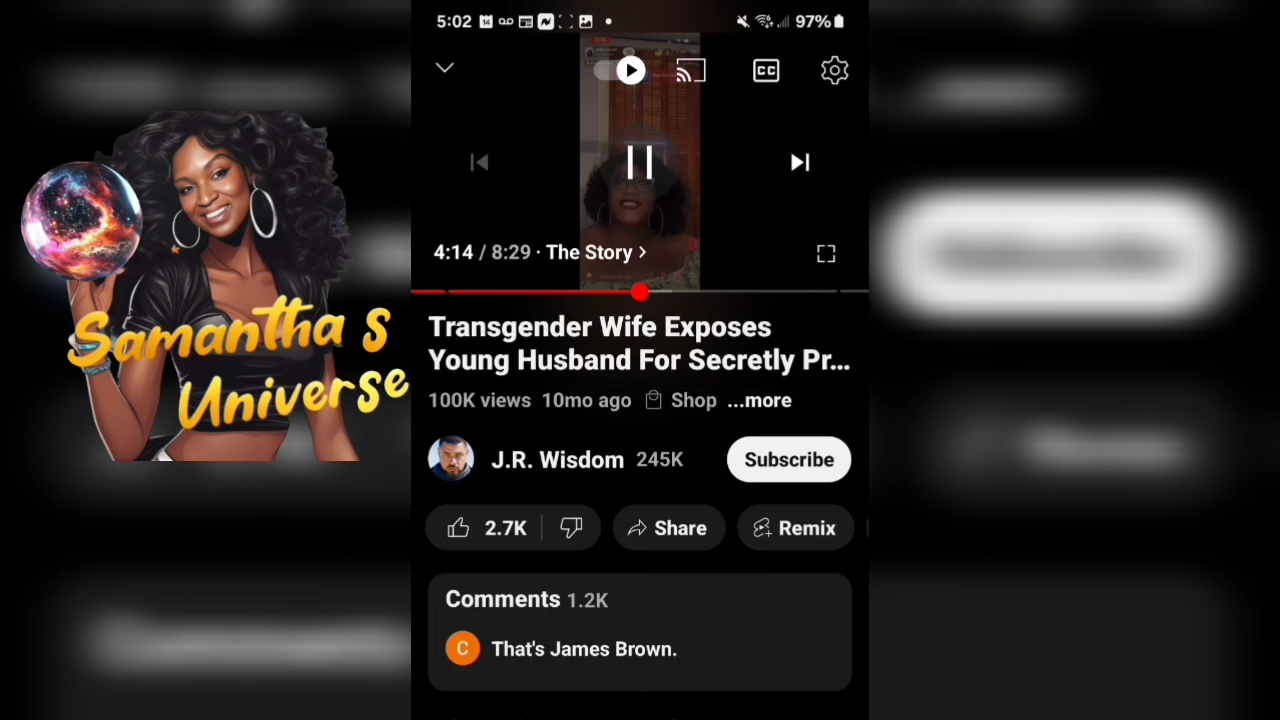 5:02
97%
CC
4:14 / 8:29 · The Story >
Transgender Wife Exposes
Young Husband For Secretly Pr...
100K views 10mo ago Shop ...more
J.R. Wisdom 245K
Subscribe
2.7K
Share
Remix
Comments 1.2K
C
That's James Brown.
Samantha S
Universe